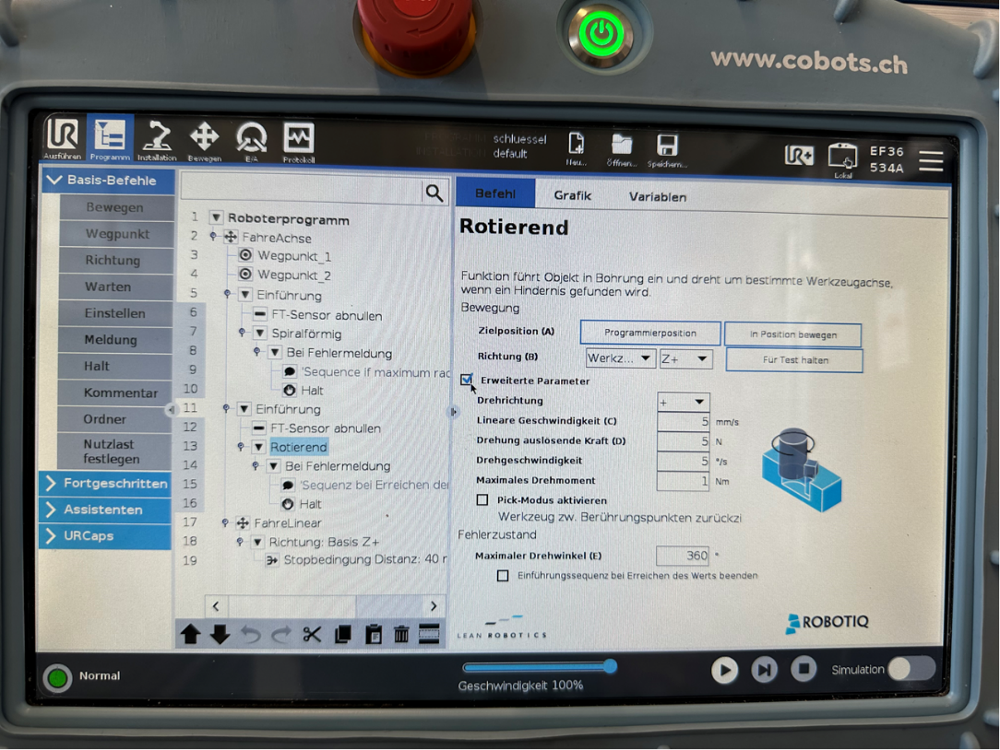 www.cobots.ch
UR
Ausführen
Programm
Installation
Bewegen
E/A
Protokoll
schluessel
default
Neu...
Öffnen...
Speichern...
UR+
Lokal
EF36
534A
Basis-Befehle
Bewegen
Wegpunkt
Richtung
Warten
Einstellen
Meldung
Halt
Kommentar
Ordner
Nutzlast
festlegen
Fortgeschritten
Assistenten
URCaps
1 Roboterprogramm
2 FahreAchse
3 Wegpunkt_1
4 Wegpunkt_2
5 Einführung
6 FT-Sensor abnullen
7 Spiralförmig
8 Bei Fehlermeldung
9 'Sequence if maximum rac
10 Halt
11 Einführung
12 FT-Sensor abnullen
13 Rotierend
14 Bei Fehlermeldung
15 'Sequenz bei Erreichen der
16 Halt
17 FahreLinear
18 Richtung: Basis Z+
19 Stopbedingung Distanz: 40 r
Befehl Grafik Variablen
Rotierend
Funktion führt Objekt in Bohrung ein und dreht um bestimmte Werkzeugachse,
wenn ein Hindernis gefunden wird.
Bewegung
Zielposition (A) Programmierposition In Position bewegen
Richtung (B) Werkz... Z+ Für Test halten
Erweiterte Parameter
Drehrichtung +
Lineare Geschwindigkeit (C) 5 mm/s
Drehung auslösende Kraft (D) 5 N
Drehgeschwindigkeit 5 °/s
Maximales Drehmoment 1 Nm
Pick-Modus aktivieren
Werkzeug zw. Berührungspunkten zurückzi
Fehlerzustand
Maximaler Drehwinkel (E) 360 °
Einführungssequenz bei Erreichen des Werts beenden
LEAN ROBOTICS
ROBOTIQ
Normal
Geschwindigkeit 100%
Simulation